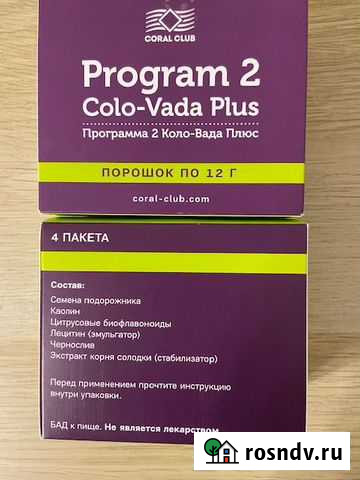 CORAL CLUB
Program 2
Colo-Vada Plus
Программа 2 Коло-Вада Плюс
ПОРОШОК ПО 12 Г
coral-club.com
4 ПАКЕТА
Состав:
Семена подорожника
Каолин
Цитрусовые биофлавоноиды
Лецитин (эмульгатор)
Чернослив
Экстракт корня солодки (стабилизатор)
Перед применением прочтите инструкцию
внутри упаковки.
БАД к пище. Не является лекарством
rosndv.ru